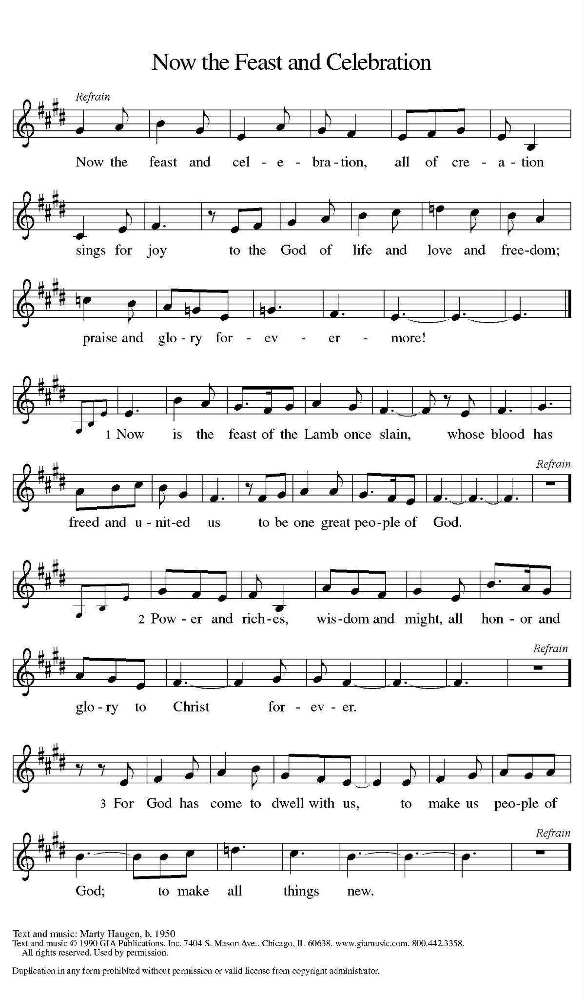 Now the Feast and Celebration
Refrain
Now the feast and cel - e - bra - tion, all of cre - a - tion
sings for joy to the God of life and love and free - dom;
praise and glo - ry for - ev - er - more!
1 Now is the feast of the Lamb once slain, whose blood has
Refrain
freed and u - nit - ed us to be one great peo - ple of God.
2 Pow - er and rich - es, wis - dom and might, all hon - or and
Refrain
glo - ry to Christ for - ev - er.
3 For God has come to dwell with us, to make us peo - ple of
Refrain
God; to make all things new.
Text and music: Marty Haugen, b. 1950
Text and music © 1990 GIA Publications, Inc. 7404 S. Mason Ave., Chicago, IL 60638. www.giamusic.com. 800.442.3358.
All rights reserved. Used by permission.
Duplication in any form prohibited without permission or valid license from copyright administrator.